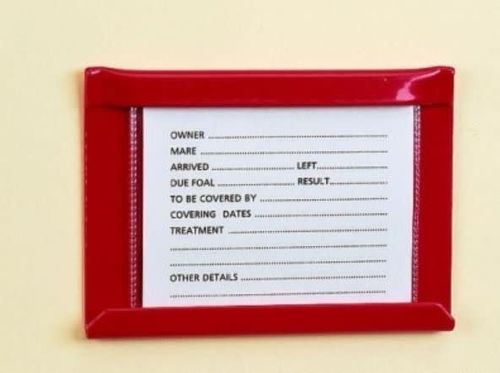 OWNER ..............................
MARE ..............................
ARRIVED .................... LEFT....................
DUE FOAL .................... RESULT....................
TO BE COVERED BY ..............................
COVERING DATES ..............................
TREATMENT ..............................
OTHER DETAILS ..............................